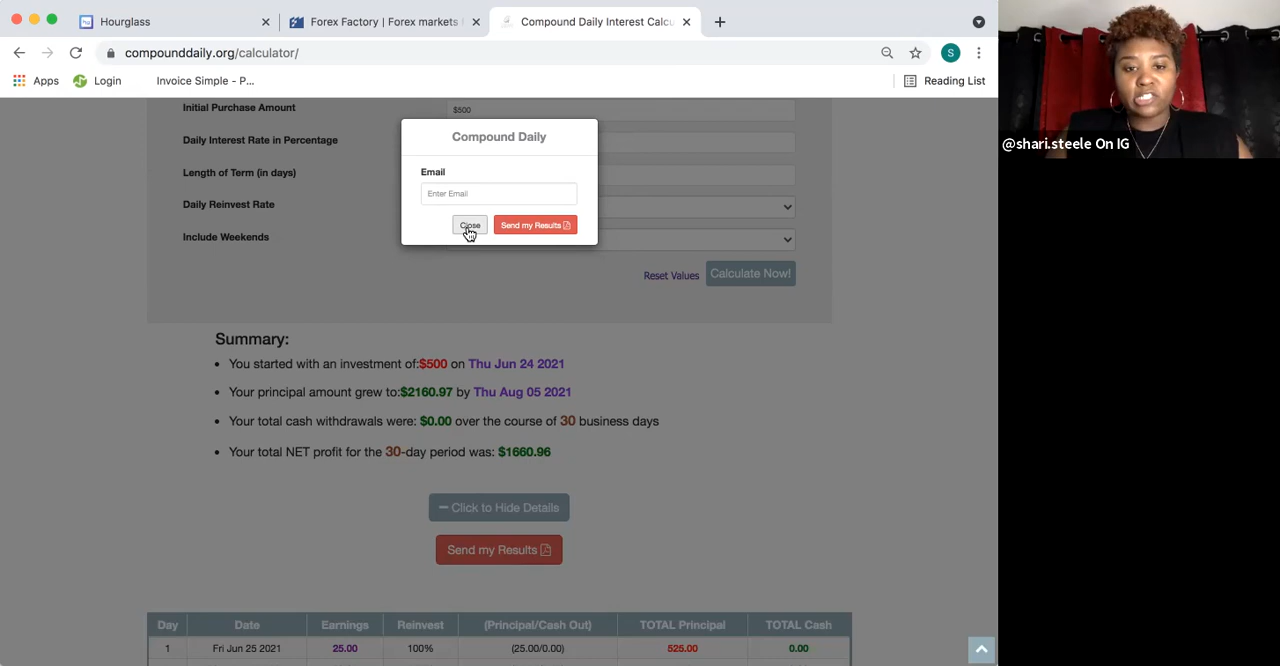 Hourglass
Forex Factory | Forex markets
Compound Daily Interest Calcu
compounddaily.org/calculator/
S
Apps
Login
Invoice Simple - P...
Reading List
@shari.steele On IG
Initial Purchase Amount
$500
Daily Interest Rate in Percentage
Length of Term (in days)
Daily Reinvest Rate
Include Weekends
Compound Daily
Email
Enter Email
Close
Send my Results
Reset Values
Calculate Now!
Summary:
You started with an investment of:$500 on Thu Jun 24 2021
Your principal amount grew to:$2160.97 by Thu Aug 05 2021
Your total cash withdrawals were: $0.00 over the course of 30 business days
Your total NET profit for the 30-day period was: $1660.96
Click to Hide Details
Send my Results
Day Date Earnings Reinvest (Principal/Cash Out) TOTAL Principal TOTAL Cash
1 Fri Jun 25 2021 25.00 100% (25.00/0.00) 525.00 0.00